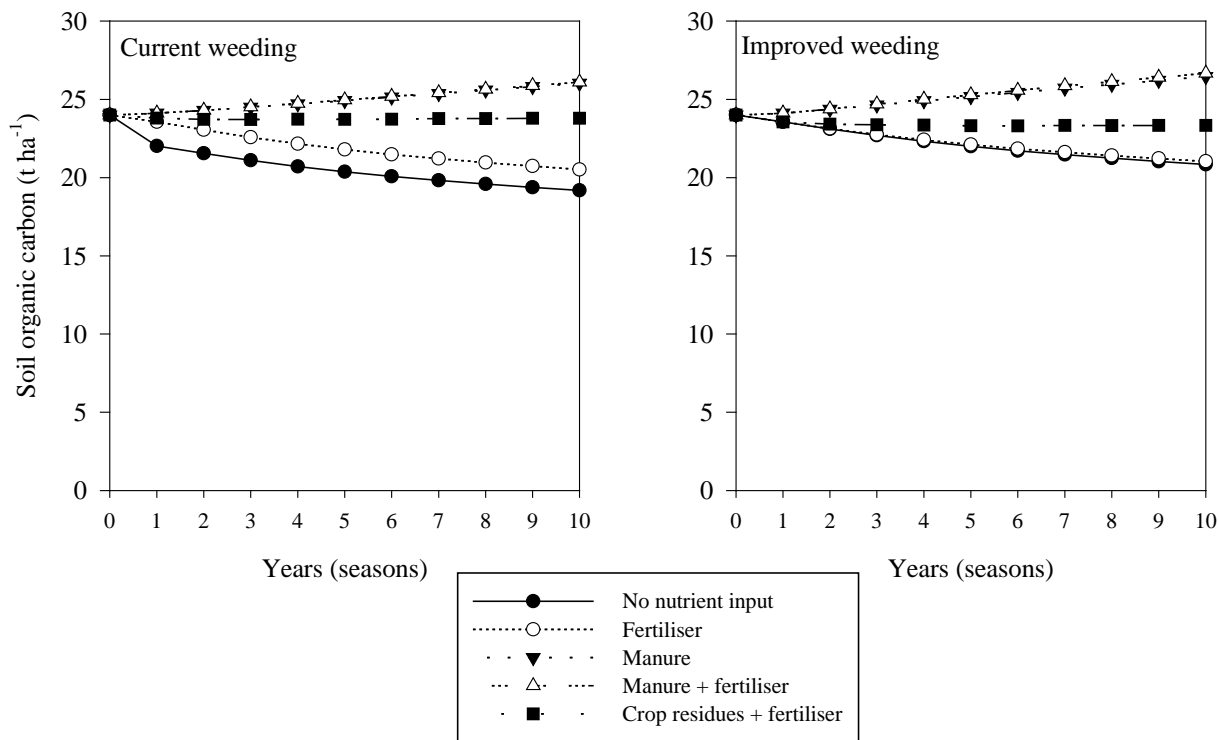 Current weeding
Improved weeding
Soil organic carbon (t ha-1)
30
25
20
15
10
5
0
0 1 2 3 4 5 6 7 8 9 10
Years (seasons)
30
25
20
15
10
5
0
0 1 2 3 4 5 6 7 8 9 10
Years (seasons)
No nutrient input
Fertiliser
Manure
Manure + fertiliser
Crop residues + fertiliser